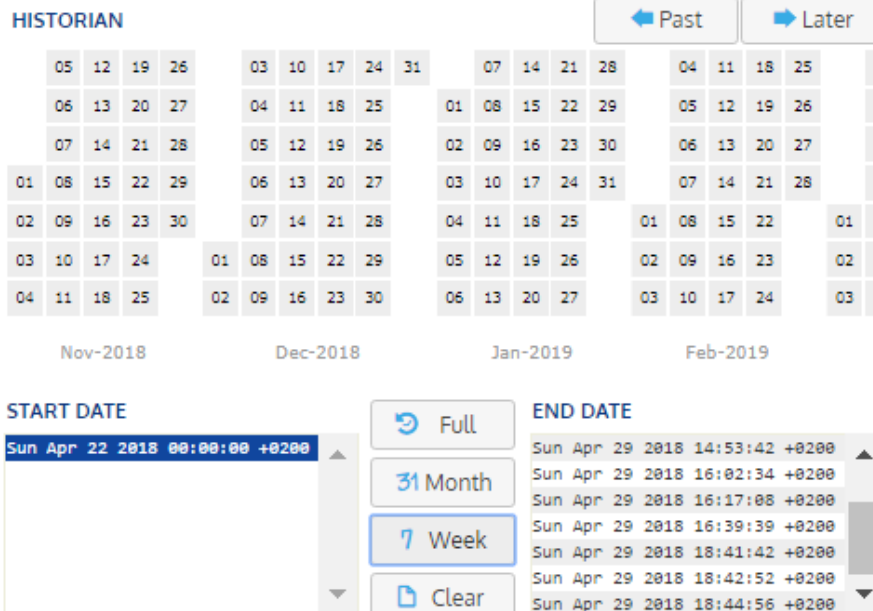 HISTORIAN Past Later
05 12 19 26 03 10 17 24 31 07 14 21 28 04 11 18 25
06 13 20 27 04 11 18 25 01 08 15 22 29 05 12 19 26
07 14 21 28 05 12 19 26 02 09 16 23 30 06 13 20 27
01 08 15 22 29 06 13 20 27 03 10 17 24 31 07 14 21 28
02 09 16 23 30 07 14 21 28 04 11 18 25 01 08 15 22 01
03 10 17 24 01 08 15 22 29 05 12 19 26 02 09 16 23 02
04 11 18 25 02 09 16 23 30 06 13 20 27 03 10 17 24 03
Nov-2018 Dec-2018 Jan-2019 Feb-2019
START DATE
Sun Apr 22 2018 00:00:00 +0200
Full
31 Month
7 Week
Clear
END DATE
Sun Apr 29 2018 14:53:42 +0200
Sun Apr 29 2018 16:02:34 +0200
Sun Apr 29 2018 16:17:08 +0200
Sun Apr 29 2018 16:39:39 +0200
Sun Apr 29 2018 18:41:42 +0200
Sun Apr 29 2018 18:42:52 +0200
Sun Apr 29 2018 18:44:56 +0200